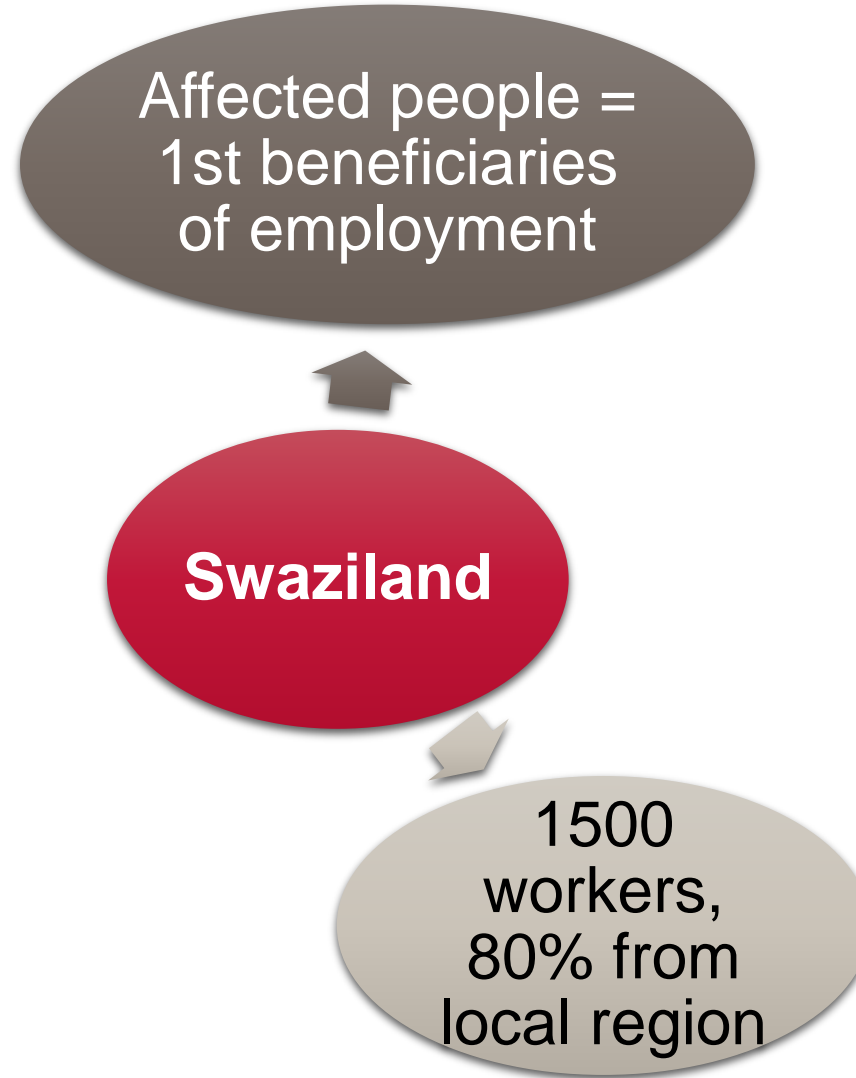 Affected people =
1st beneficiaries
of employment
Swaziland
1500
workers,
80% from
local region